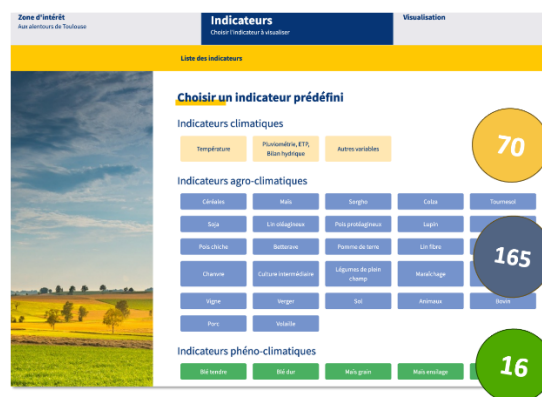 Zone d'intérêt
Aux alentours de Toulouse
Indicateurs
Choisir l'indicateur à visualiser
Visualisation
Liste des indicateurs
Choisir un indicateur prédéfini
Indicateurs climatiques
Température
Pluviométrie, ETP,
Bilan hydrique
Autres variables
70
Indicateurs agro-climatiques
Céréales
Maïs
Sorgho
Colza
Tournesol
Soja
Lin oléagineux
Pois protéagineux
Lupin
Pois chiche
Betterave
Pomme de terre
Lin fibre
165
Chanvre
Culture intermédiaire
Légumes de plein
champ
Maraîchage
Vigne
Verger
Sol
Animaux
Bovin
Porc
Volaille
Indicateurs phéno-climatiques
Blé tendre
Blé dur
Maïs grain
Maïs ensilage
16